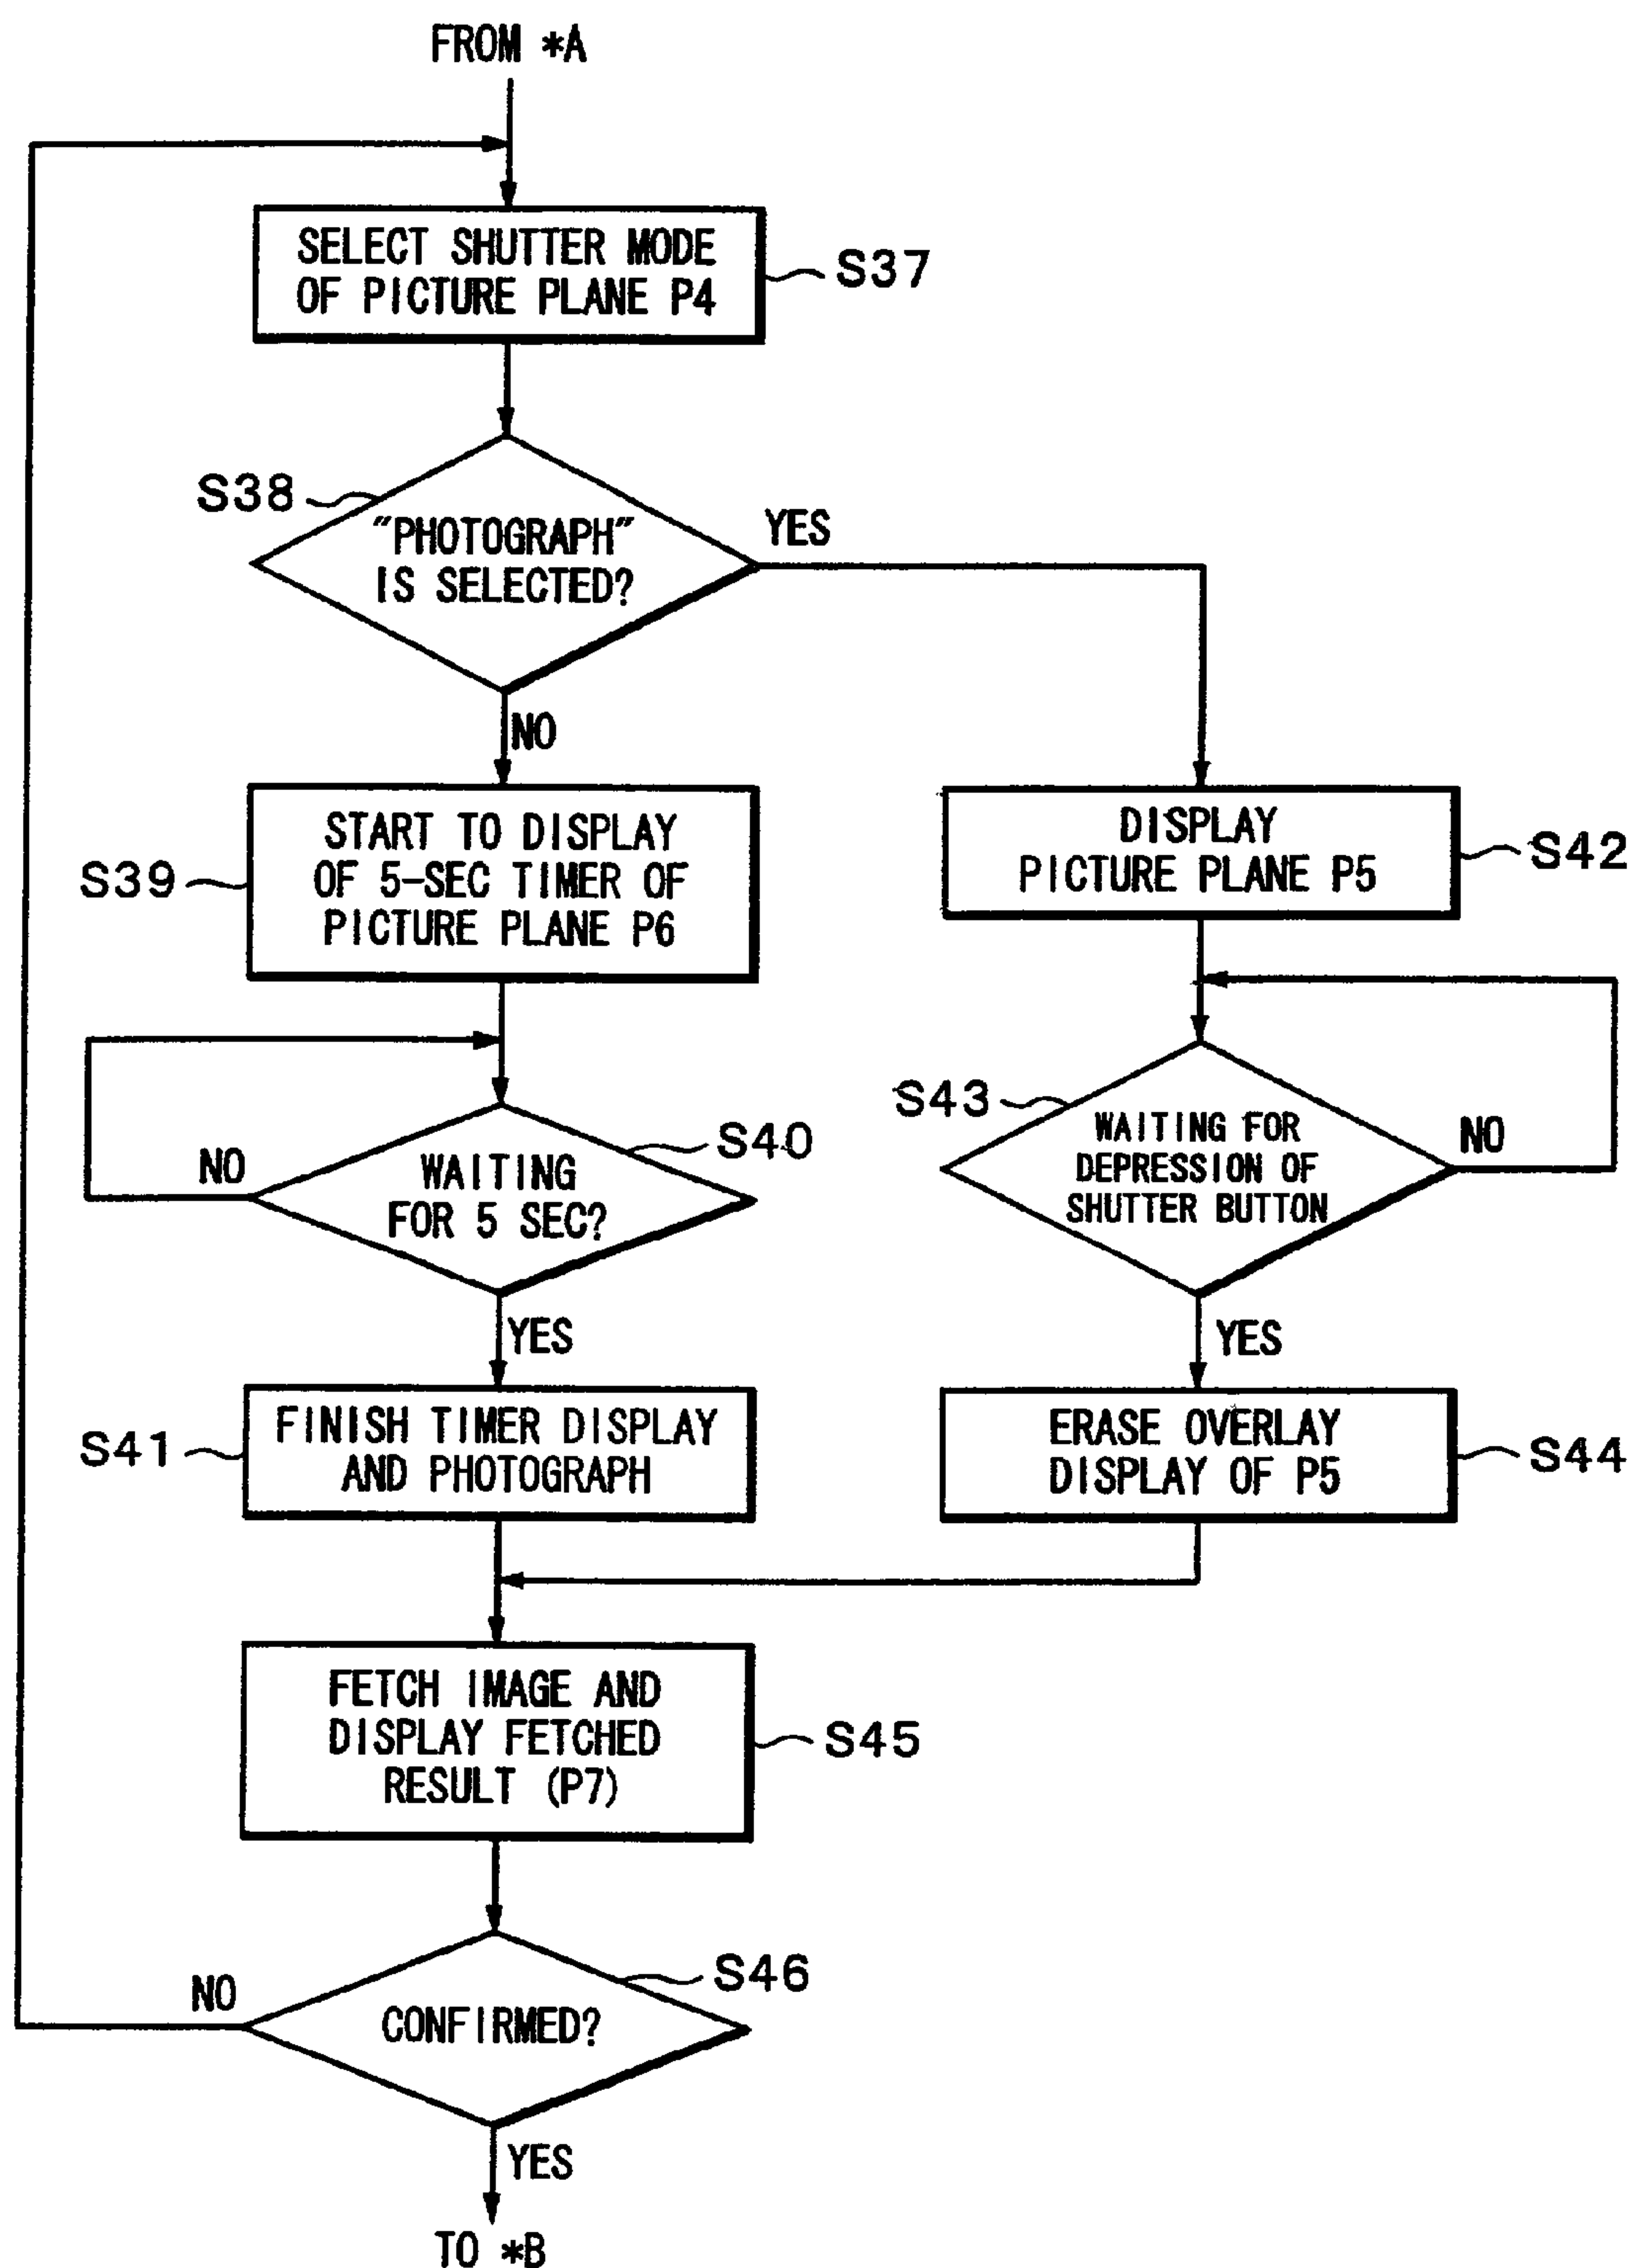 FROM *A
SELECT SHUTTER MODE
OF PICTURE PLANE P4
S37
S38
"PHOTOGRAPH"
IS SELECTED?
YES
NO
START TO DISPLAY
OF 5-SEC TIMER OF
PICTURE PLANE P6
S39
DISPLAY
PICTURE PLANE P5
S42
S40
WAITING
FOR 5 SEC?
NO
YES
S43
WAITING FOR
DEPRESSION OF
SHUTTER BUTTON
NO
YES
S41
FINISH TIMER DISPLAY
AND PHOTOGRAPH
ERASE OVERLAY
DISPLAY OF P5
S44
FETCH IMAGE AND
DISPLAY FETCHED
RESULT (P7)
S45
S46
CONFIRMED?
NO
YES
TO *B